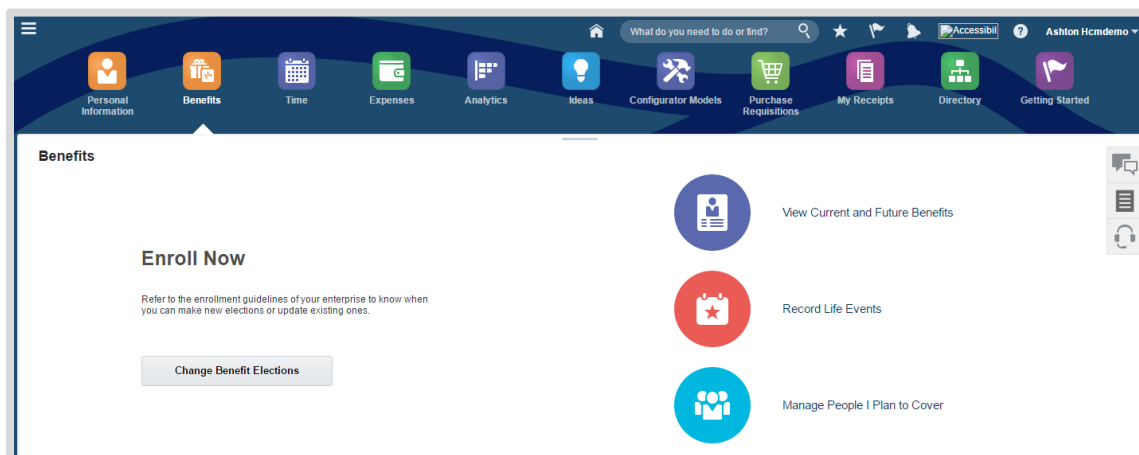 What do you need to do or find?
Accessibil
?
Ashton Hcmdemo
Personal
Information
Benefits
Time
Expenses
Analytics
Ideas
Configurator Models
Purchase
Requisitions
My Receipts
Directory
Getting Started
Benefits
Enroll Now
Refer to the enrollment guidelines of your enterprise to know when
you can make new elections or update existing ones.
Change Benefit Elections
View Current and Future Benefits
Record Life Events
Manage People I Plan to Cover